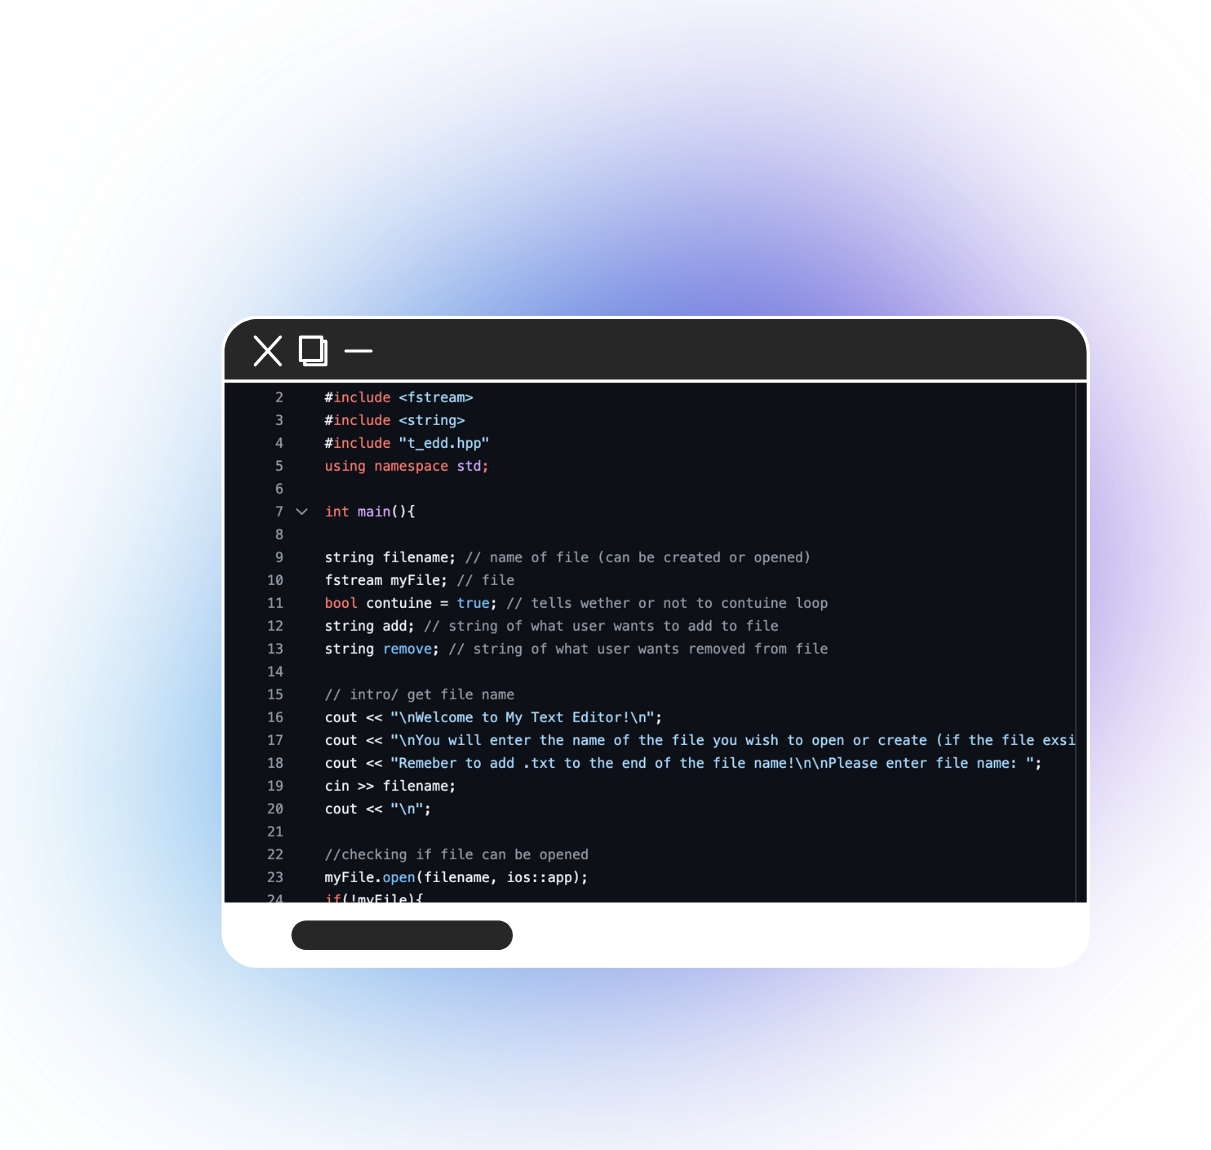 2 #include <fstream>
3 #include <string>
4 #include "t_edd.hpp"
5 using namespace std;
6
7 int main(){
8
9 string filename; // name of file (can be created or opened)
10 fstream myFile; // file
11 bool contuine = true; // tells wether or not to contuine loop
12 string add; // string of what user wants to add to file
13 string remove; // string of what user wants removed from file
14
15 // intro/ get file name
16 cout << "\nWelcome to My Text Editor!\n";
17 cout << "\nYou will enter the name of the file you wish to open or create (if the file exsi
18 cout << "Remeber to add .txt to the end of the file name!\n\nPlease enter file name: ";
19 cin >> filename;
20 cout << "\n";
21
22 //checking if file can be opened
23 myFile.open(filename, ios::app);
24 if(!myFile){